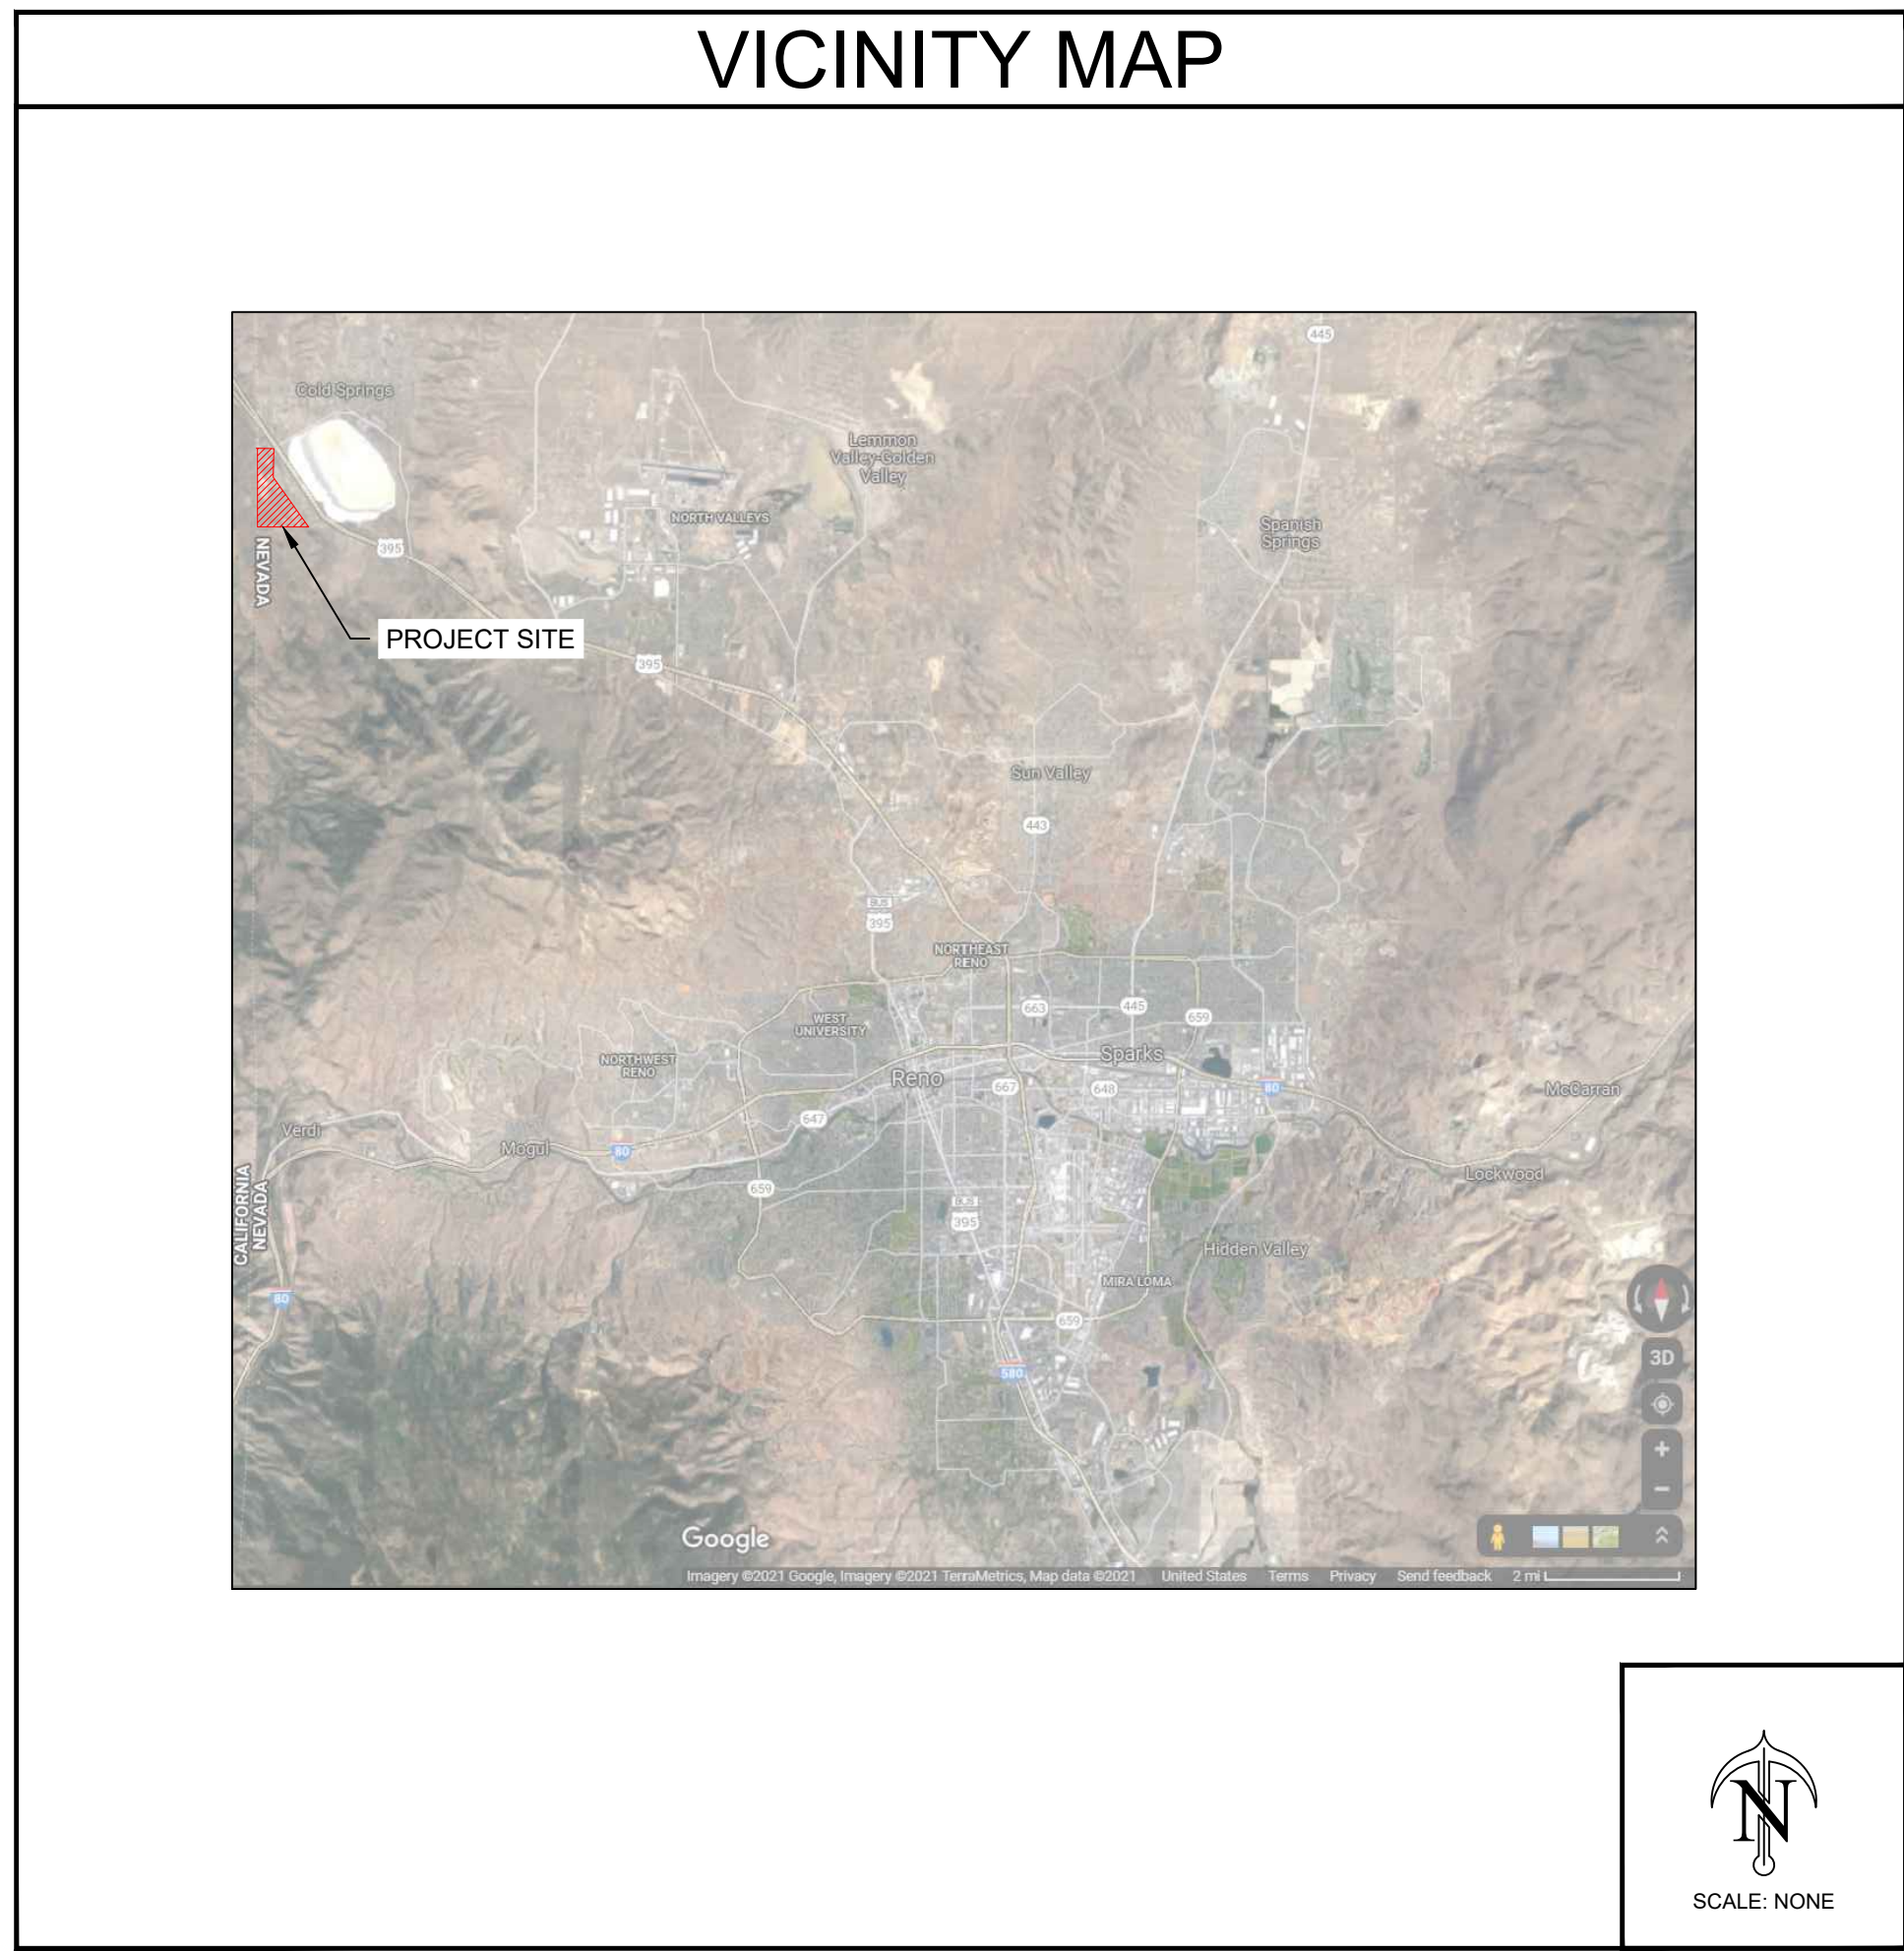 VICINITY MAP
445
Cold Springs
Lemmon
Valley-Golden
Valley
NORTH VALLEYS
Spanish
Springs
395
NEVADA
PROJECT SITE
395
Sun Valley
443
BUS
395
NORTHEAST
RENO
663
445
659
WEST
UNIVERSITY
NORTHWEST
RENO
Sparks
Reno
667
648
80
McCarran
647
Verdi
Mogul
80
Lockwood
659
CALIFORNIA
NEVADA
BUS
395
Hidden Valley
MIRA LOMA
80
659
580
3D
+
−
Google
Imagery ©2021 Google, Imagery ©2021 TerraMetrics, Map data ©2021 United States Terms Privacy Send feedback 2 mi
N
SCALE: NONE